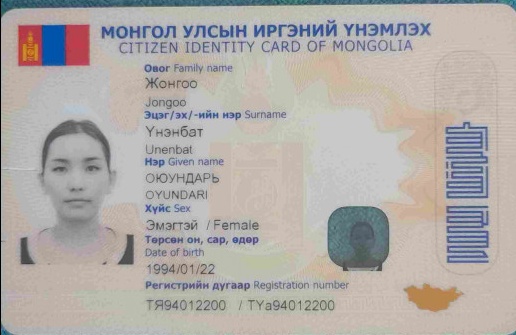 МОНГОЛ УЛСЫН ИРГЭНИЙ ҮНЭМЛЭХ
CITIZEN IDENTITY CARD OF MONGOLIA
Овог Family name
Жонгоо
Jongoo
Эцэг/эх/-ийн нэр Surname
Үнэнбат
Unenbat
Нэр Given name
ОЮУНДАРЬ
OYUNDARI
Хүйс Sex
Эмэгтэй / Female
Төрсөн он, сар, өдөр
Date of birth
1994/01/22
Регистрийн дугаар Registration number
ТЯ94012200 / TYa94012200